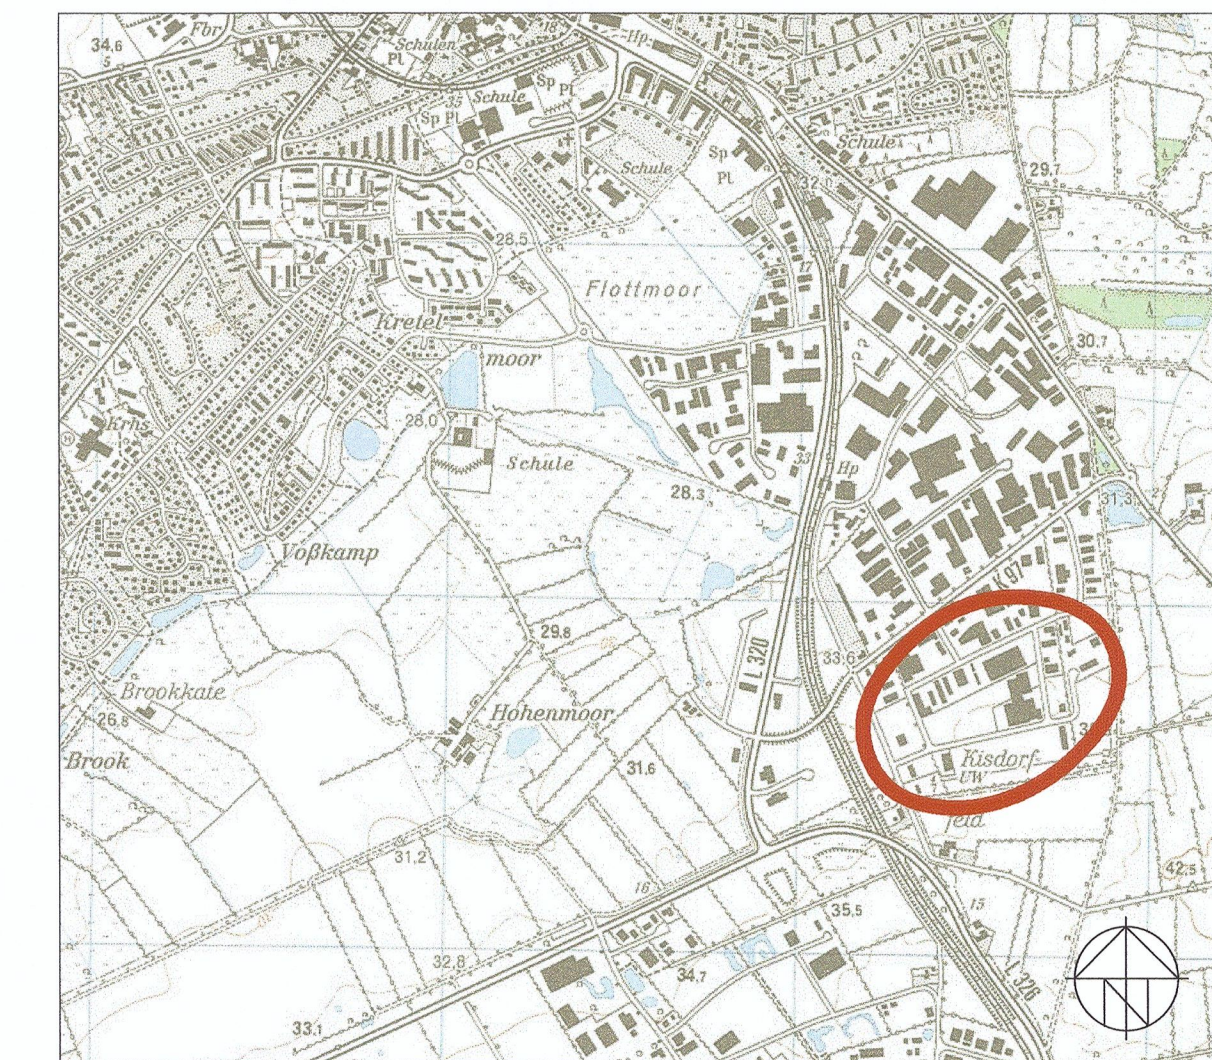 34,6
5
Fbr
Schulen
Pl
18
Hp
Sp
Pl
35
Schule
Sp Pl
Schule
Sp
Pl
Schule
29,7
32,0
28,5
Flottmoor
Kretel-
moor
30,7
Krhs
28,0
Schule
33
Hp
28,3
31,3
2
Voßkamp
K 97
29,8
L 320
33,6
Brookkate
26,8
Hohenmoor
Brook
31,6
Kisdorf-
UW
feld
31,2
42,5
16
35,5
15
32,8
34,7
L 326
33,1
N